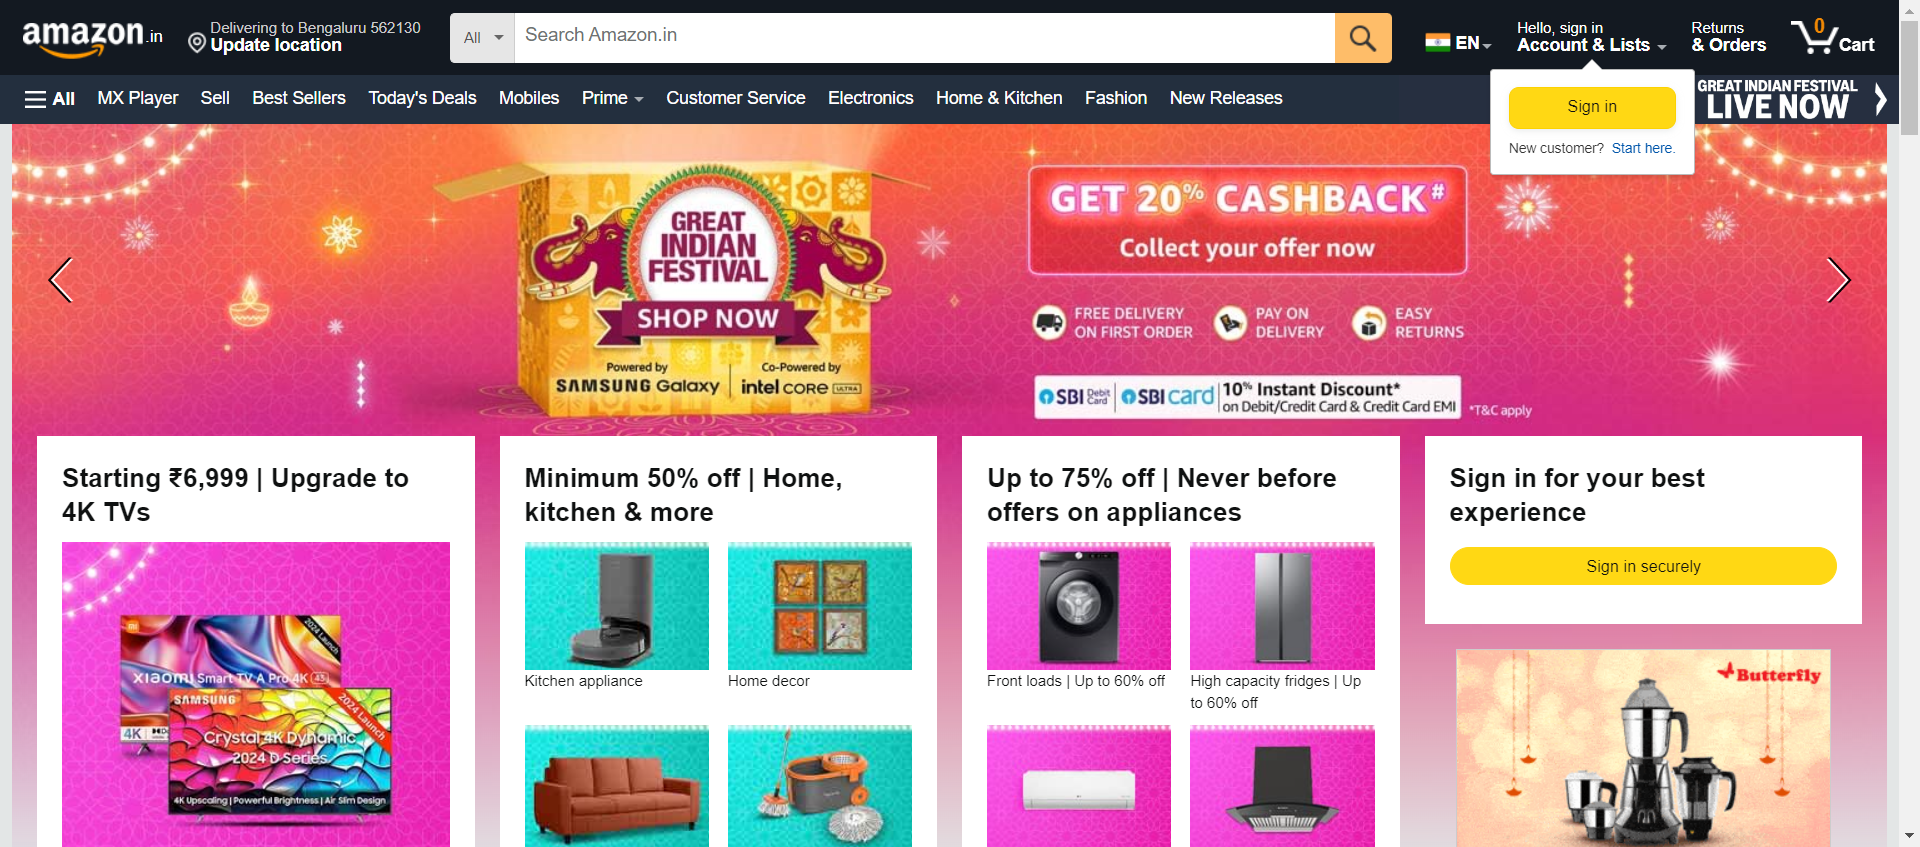 amazon.in
Delivering to Bengaluru 562130
Update location
All
Search Amazon.in
EN
Hello, sign in
Account & Lists
Returns
& Orders
0
Cart
All
MX Player
Sell
Best Sellers
Today's Deals
Mobiles
Prime
Customer Service
Electronics
Home & Kitchen
Fashion
New Releases
GREAT INDIAN FESTIVAL
LIVE NOW
Sign in
New customer? Start here.
GREAT
INDIAN
FESTIVAL
SHOP NOW
Powered by
SAMSUNG Galaxy
Co-Powered by
intel CORE ULTRA
GET 20% CASHBACK#
Collect your offer now
FREE DELIVERY
ON FIRST ORDER
PAY ON
DELIVERY
EASY
RETURNS
SBI Debit Card
SBI card
10% Instant Discount*
on Debit/Credit Card & Credit Card EMI
*T&C apply
Starting ₹6,999 | Upgrade to
4K TVs
2024 Launch
xiaomi Smart TV A Pro 4K 43
4K
SAMSUNG
2024 Launch
Crystal 4K Dynamic
2024 D Series
4K Upscaling | Powerful Brightness | Air Slim Design
Minimum 50% off | Home,
kitchen & more
Kitchen appliance
Home decor
Up to 75% off | Never before
offers on appliances
Front loads | Up to 60% off
High capacity fridges | Up
to 60% off
Sign in for your best
experience
Sign in securely
Butterfly